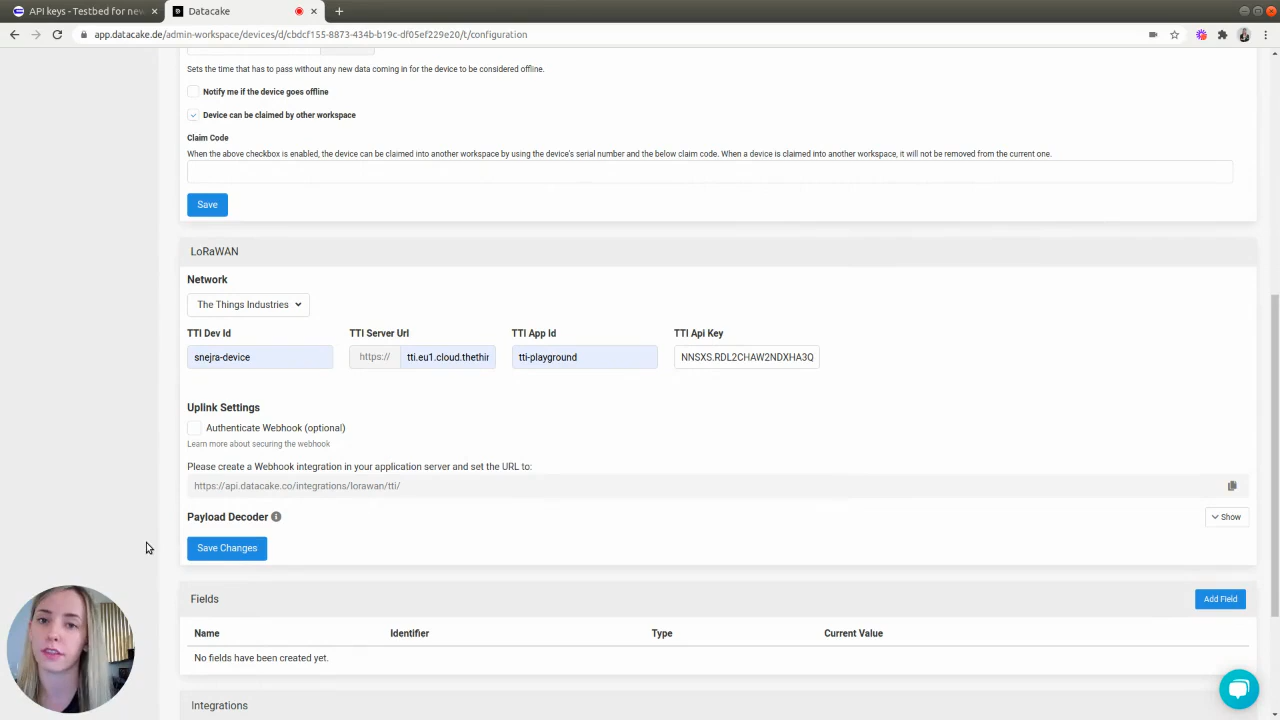 API keys - Testbed for new
Datacake
app.datacake.de/admin-workspace/devices/d/cbdcf155-8873-434b-b19c-df05ef229e20/t/configuration
Sets the time that has to pass without any new data coming in for the device to be considered offline.
Notify me if the device goes offline
Device can be claimed by other workspace
Claim Code
When the above checkbox is enabled, the device can be claimed into another workspace by using the device's serial number and the below claim code. When a device is claimed into another workspace, it will not be removed from the current one.
Save
LoRaWAN
Network
The Things Industries
TTI Dev Id TTI Server Url TTI App Id TTI Api Key
snejra-device https:// tti.eu1.cloud.thethin tti-playground NNSXS.RDL2CHAW2NDXHA3Q
Uplink Settings
Authenticate Webhook (optional)
Learn more about securing the webhook
Please create a Webhook integration in your application server and set the URL to:
https://api.datacake.co/integrations/lorawan/tti/
Payload Decoder Show
Save Changes
Fields Add Field
Name Identifier Type Current Value
No fields have been created yet.
Integrations